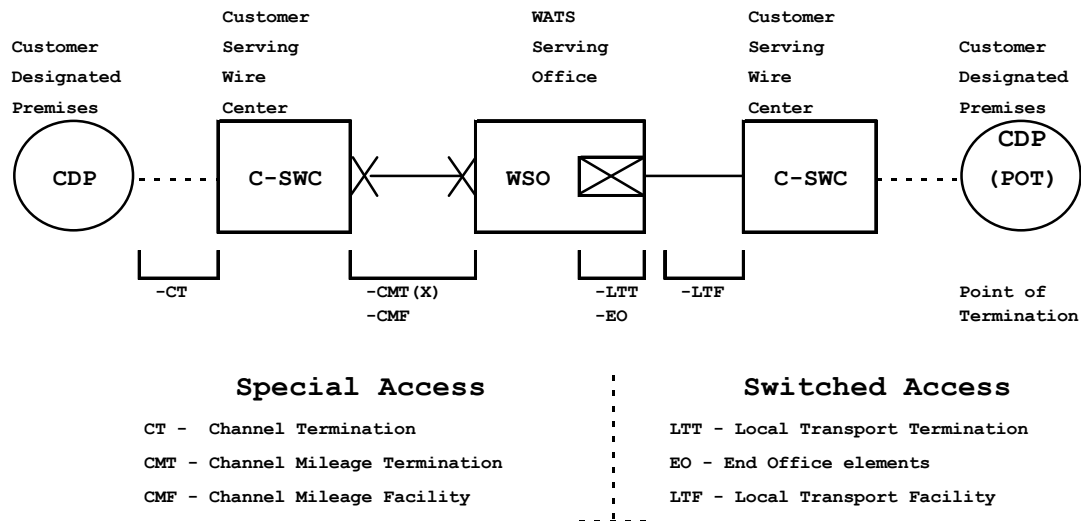 Customer
Designated
Premises
Customer
Serving
Wire
Center
WATS
Serving
Office
Customer
Serving
Wire
Center
Customer
Designated
Premises
CDP
C-SWC
WSO
C-SWC
CDP
(POT)
-CT
-CMT(X)
-CMF
-LTT
-EO
-LTF
Point of
Termination
Special Access
CT - Channel Termination
CMT - Channel Mileage Termination
CMF - Channel Mileage Facility
Switched Access
LTT - Local Transport Termination
EO - End Office elements
LTF - Local Transport Facility